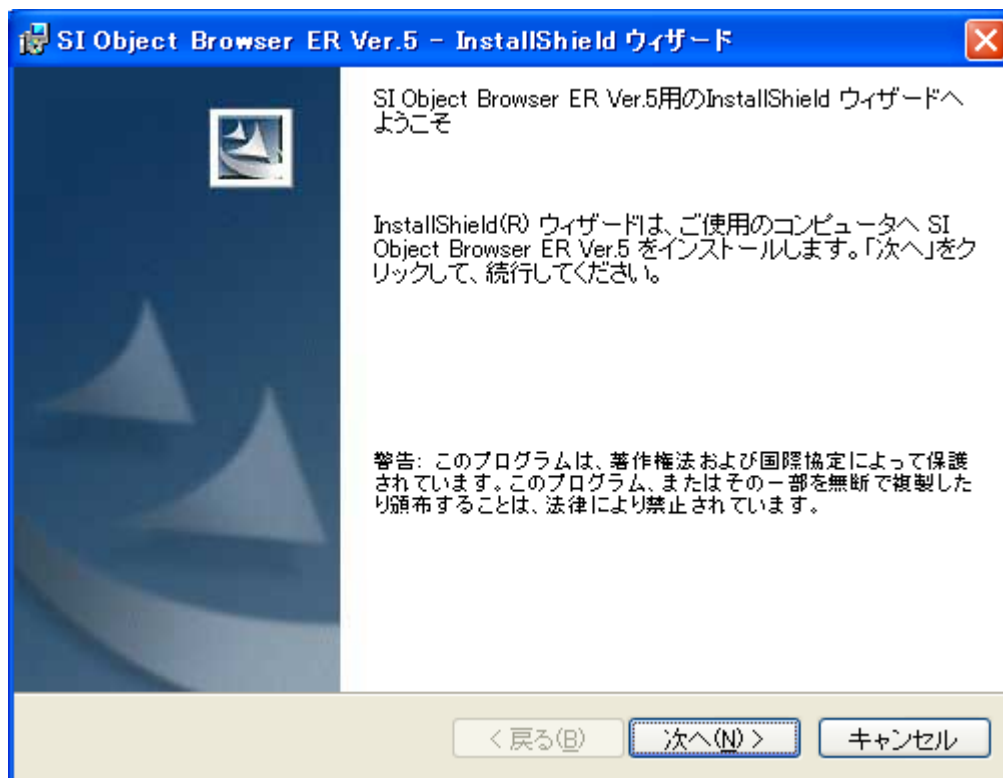 SI Object Browser ER Ver.5 - InstallShield ウィザード
SI Object Browser ER Ver.5用のInstallShield ウィザードへ
ようこそ
InstallShield(R) ウィザードは、ご使用のコンピュータへ SI
Object Browser ER Ver.5 をインストールします。「次へ」をク
リックして、続行してください。
警告: このプログラムは、著作権法および国際協定によって保護
されています。このプログラム、またはその一部を無断で複製した
り頒布することは、法律により禁止されています。
< 戻る(B) 次へ(N) > キャンセル